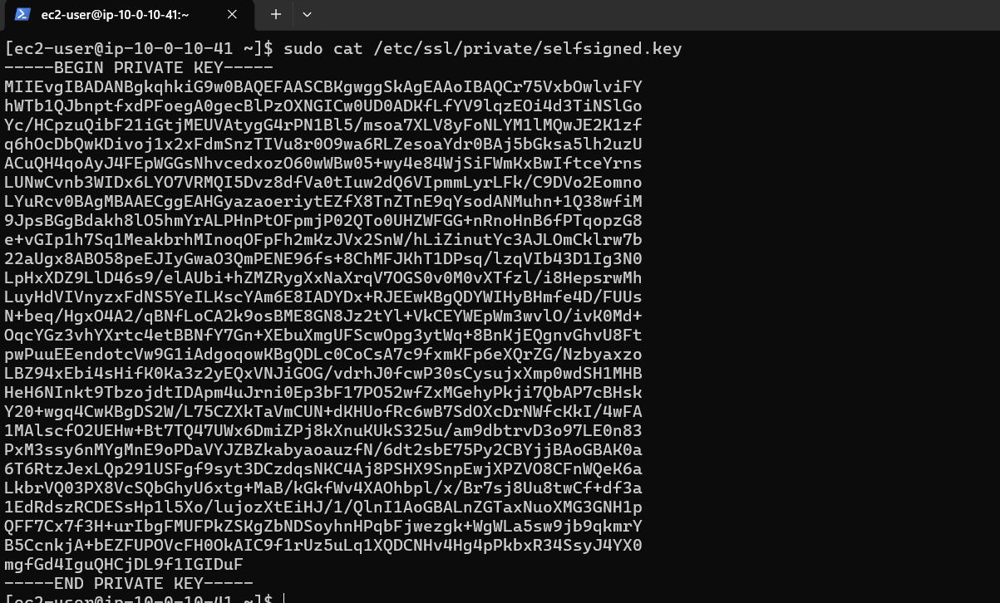 ec2-user@ip-10-0-10-41:~
[ec2-user@ip-10-0-10-41 ~]$ sudo cat /etc/ssl/private/selfsigned.key
-----BEGIN PRIVATE KEY-----
MIIEvgIBADANBgkqhkiG9w0BAQEFAASCBKgwggSkAgEAAoIBAQCr75VxbOwlviFY
hWTb1QJbnptfxdPFoegA0gecBlPzOXNGICw0UD0ADKfLfYV9lqzEOi4d3TiNSlGo
Yc/HCpzuQibF21iGtjMEUVAtygG4rPN1Bl5/msoa7XLV8yFoNLYM1lMQwJE2K1zf
q6hOcDbQwKDivoj1x2xFdmSnzTIVu8r0O9wa6RLZesoaYdr0BAj5bGksa5lh2uzU
ACuQH4qoAyJ4FEpWGGsNhvcedxozO60wWBw05+wy4e84WjSiFWmKxBwIftceYrns
LUNwCvnb3WIDx6LYO7VRMQI5Dvz8dfVa0tIuw2dQ6VIpmmLyrLFk/C9DVo2Eomno
LYuRcv0BAgMBAAECggEAHGyazaoeriytEZfX8TnZTnE9qYsodANMuhn+1Q38wfiM
9JpsBGgBdakh8lO5hmYrALPHnPtOFpmjP02QTo0UHZWFGG+nRnoHnB6fPTqopzG8
e+vGIp1h7Sq1MeakbrhMInoqOFpFh2mKzJVx2SnW/hLiZinutYc3AJLOmCklrw7b
22aUgx8ABO58peEJIyGwaO3QmPENE96fs+8ChMFJKhT1DPsq/lzqVIb43D1Ig3N0
LpHxXDZ9LlD46s9/elAUbi+hZMZRygXxNaXrqV7OGS0v0M0vXTfzl/i8HepsrwMh
LuyHdVIVnyzxFdNS5YeILKscYAm6E8IADYDx+RJEEwKBgQDYWIHyBHmfe4D/FUUs
N+beq/HgxO4A2/qBNfLoCA2k9osBME8GN8Jz2tYl+VkCEYWEpWm3wvlO/ivK0Md+
OqcYGz3vhYXrtc4etBBNfY7Gn+XEbuXmgUFScwOpg3ytWq+8BnKjEQgnvGhvU8Ft
pwPuuEEendotcVw9G1iAdgoqowKBgQDLc0CoCsA7c9fxmKFp6eXQrZG/Nzbyaxzo
LBZ94xEbi4sHifK0Ka3z2yEQxVNJiGOG/vdrhJ0fcwP30sCysujxXmp0wdSH1MHB
HeH6NInkt9TbzojdtIDApm4uJrni0Ep3bF17PO52wfZxMGehyPkji7QbAP7cBHsk
Y20+wgq4CwKBgDS2W/L75CZXkTaVmCUN+dKHUofRc6wB7SdOXcDrNWfcKkI/4wFA
1MAlscfO2UEHw+Bt7TQ47UWx6DmiZPj8kXnuKUkS325u/am9dbtrvD3o97LE0n83
PxM3ssy6nMYgMnE9oPDaVYJZBZkabyaoauzfN/6dt2sbE75Py2CBYjjBAoGBAK0a
6T6RtzJexLQp291USFgf9syt3DCzdqsNKC4Aj8PSHX9SnpEwjXPZVO8CFnWQeK6a
LkbrVQ03PX8VcSQbGhyU6xtg+MaB/kGkfWv4XAOhbpl/x/Br7sj8Uu8twCf+df3a
1EdRdszRCDESsHp1l5Xo/lujozXtEiHJ/1/QlnI1AoGBALnZGTaxNuoXMG3GNH1p
QFF7Cx7f3H+urIbgFMUFPkZSKgZbNDSoyhnHPqbFjwezgk+WgWLa5sw9jb9qkmrY
B5CcnkjA+bEZFUPOVcFH0OkAIC9f1rUz5uLq1XQDCNHv4Hg4pPkbxR34SsyJ4YX0
mgfGd4IguQHCjDL9f1IGIDuF
-----END PRIVATE KEY-----
[ec2-user@ip-10-0-10-41 ~]$